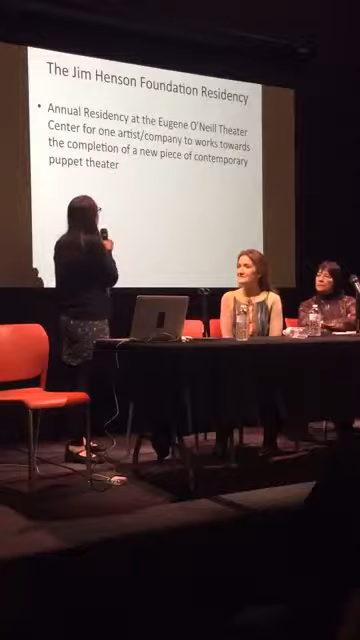 The Jim Henson Foundation Residency
• Annual Residency at the Eugene O'Neill Theater
Center for one artist/company to works towards
the completion of a new piece of contemporary
puppet theater